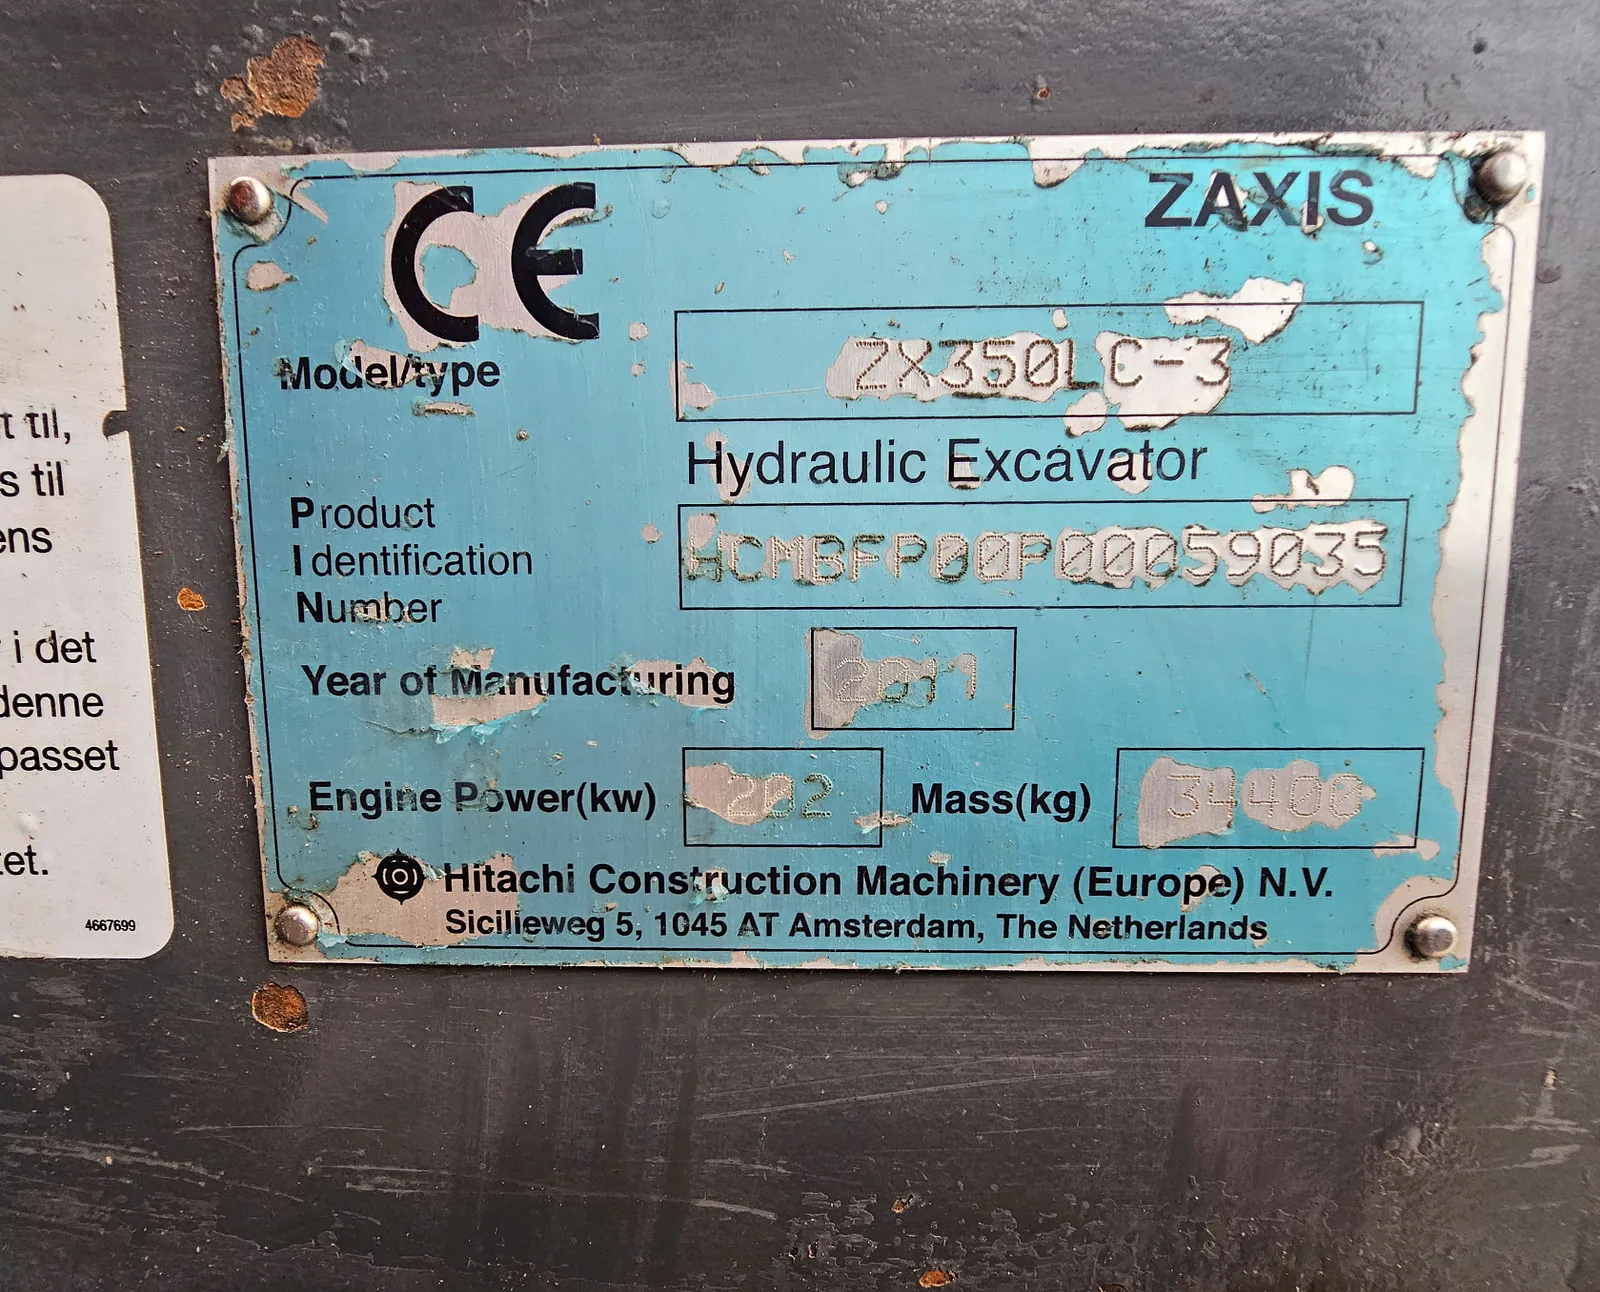 t til,
s til
ens
i det
denne
passet
et.
4667699
CE
ZAXIS
Model/type ZX350LC-3
Hydraulic Excavator
Product
Identification
Number
HCMBFP00P00059035
Year of Manufacturing 2011
Engine Power(kw) 202 Mass(kg) 34400
Hitachi Construction Machinery (Europe) N.V.
Siciliëweg 5, 1045 AT Amsterdam, The Netherlands